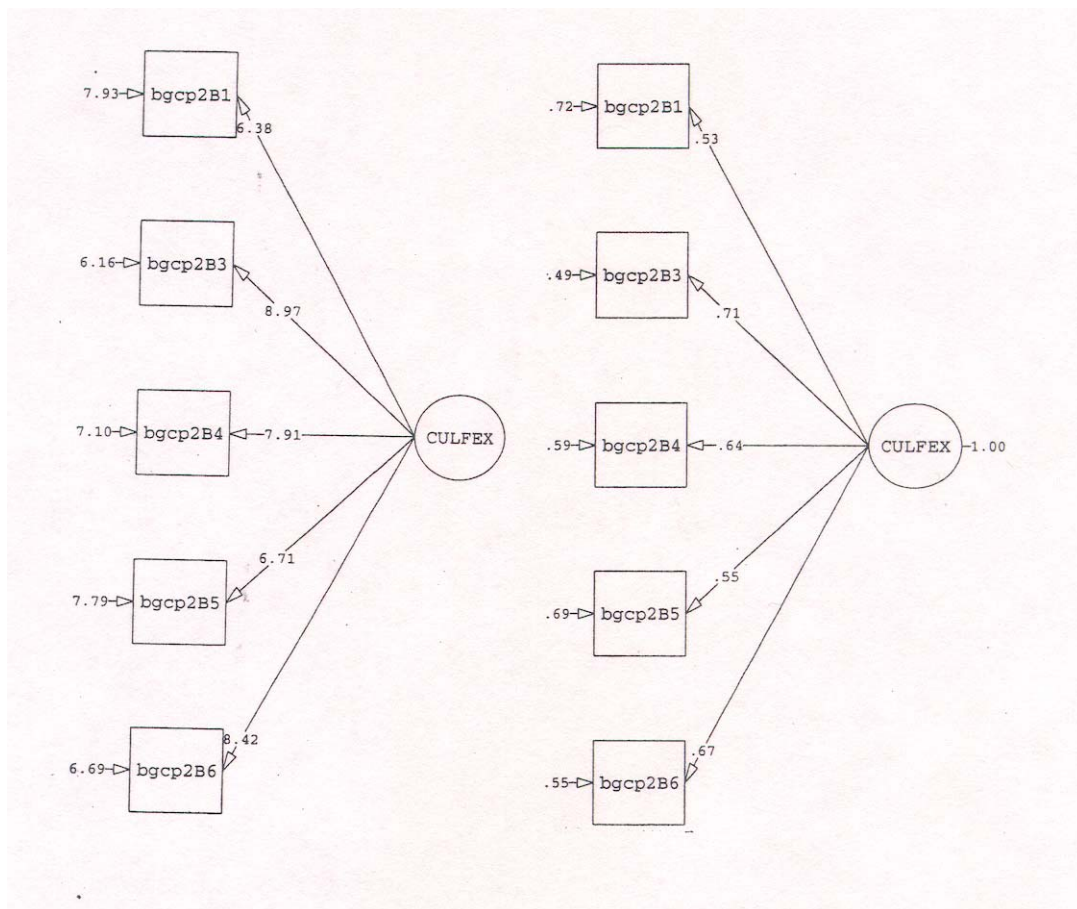 7.93 bgcp2B1 6.38
6.16 bgcp2B3 8.97
7.10 bgcp2B4 7.91
CULFEX
7.79 bgcp2B5 6.71
6.69 bgcp2B6 8.42
.72 bgcp2B1 .53
.49 bgcp2B3 .71
.59 bgcp2B4 .64
CULFEX 1.00
.69 bgcp2B5 .55
.55 bgcp2B6 .67